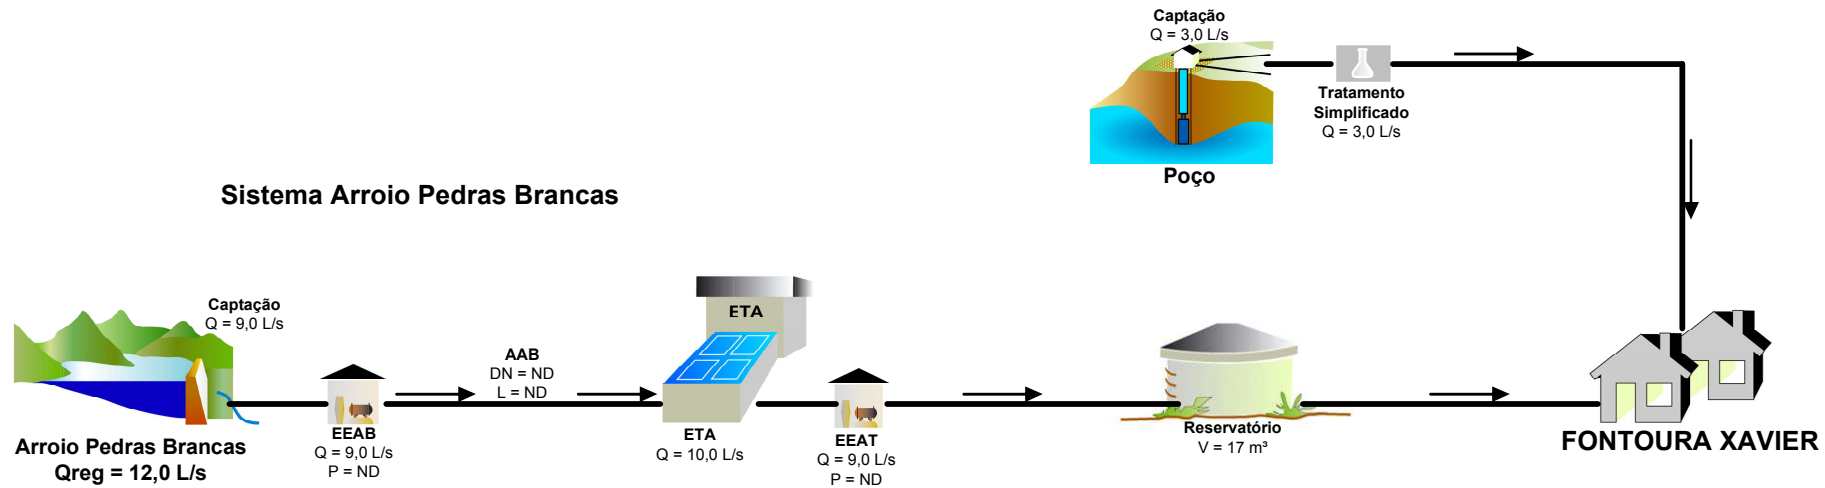 Captação
Q = 3,0 L/s
Tratamento
Simplificado
Q = 3,0 L/s
Poço
Sistema Arroio Pedras Brancas
Captação
Q = 9,0 L/s
Arroio Pedras Brancas
Qreg = 12,0 L/s
EEAB
Q = 9,0 L/s
P = ND
AAB
DN = ND
L = ND
ETA
ETA
Q = 10,0 L/s
EEAT
Q = 9,0 L/s
P = ND
Reservatório
V = 17 m³
FONTOURA XAVIER